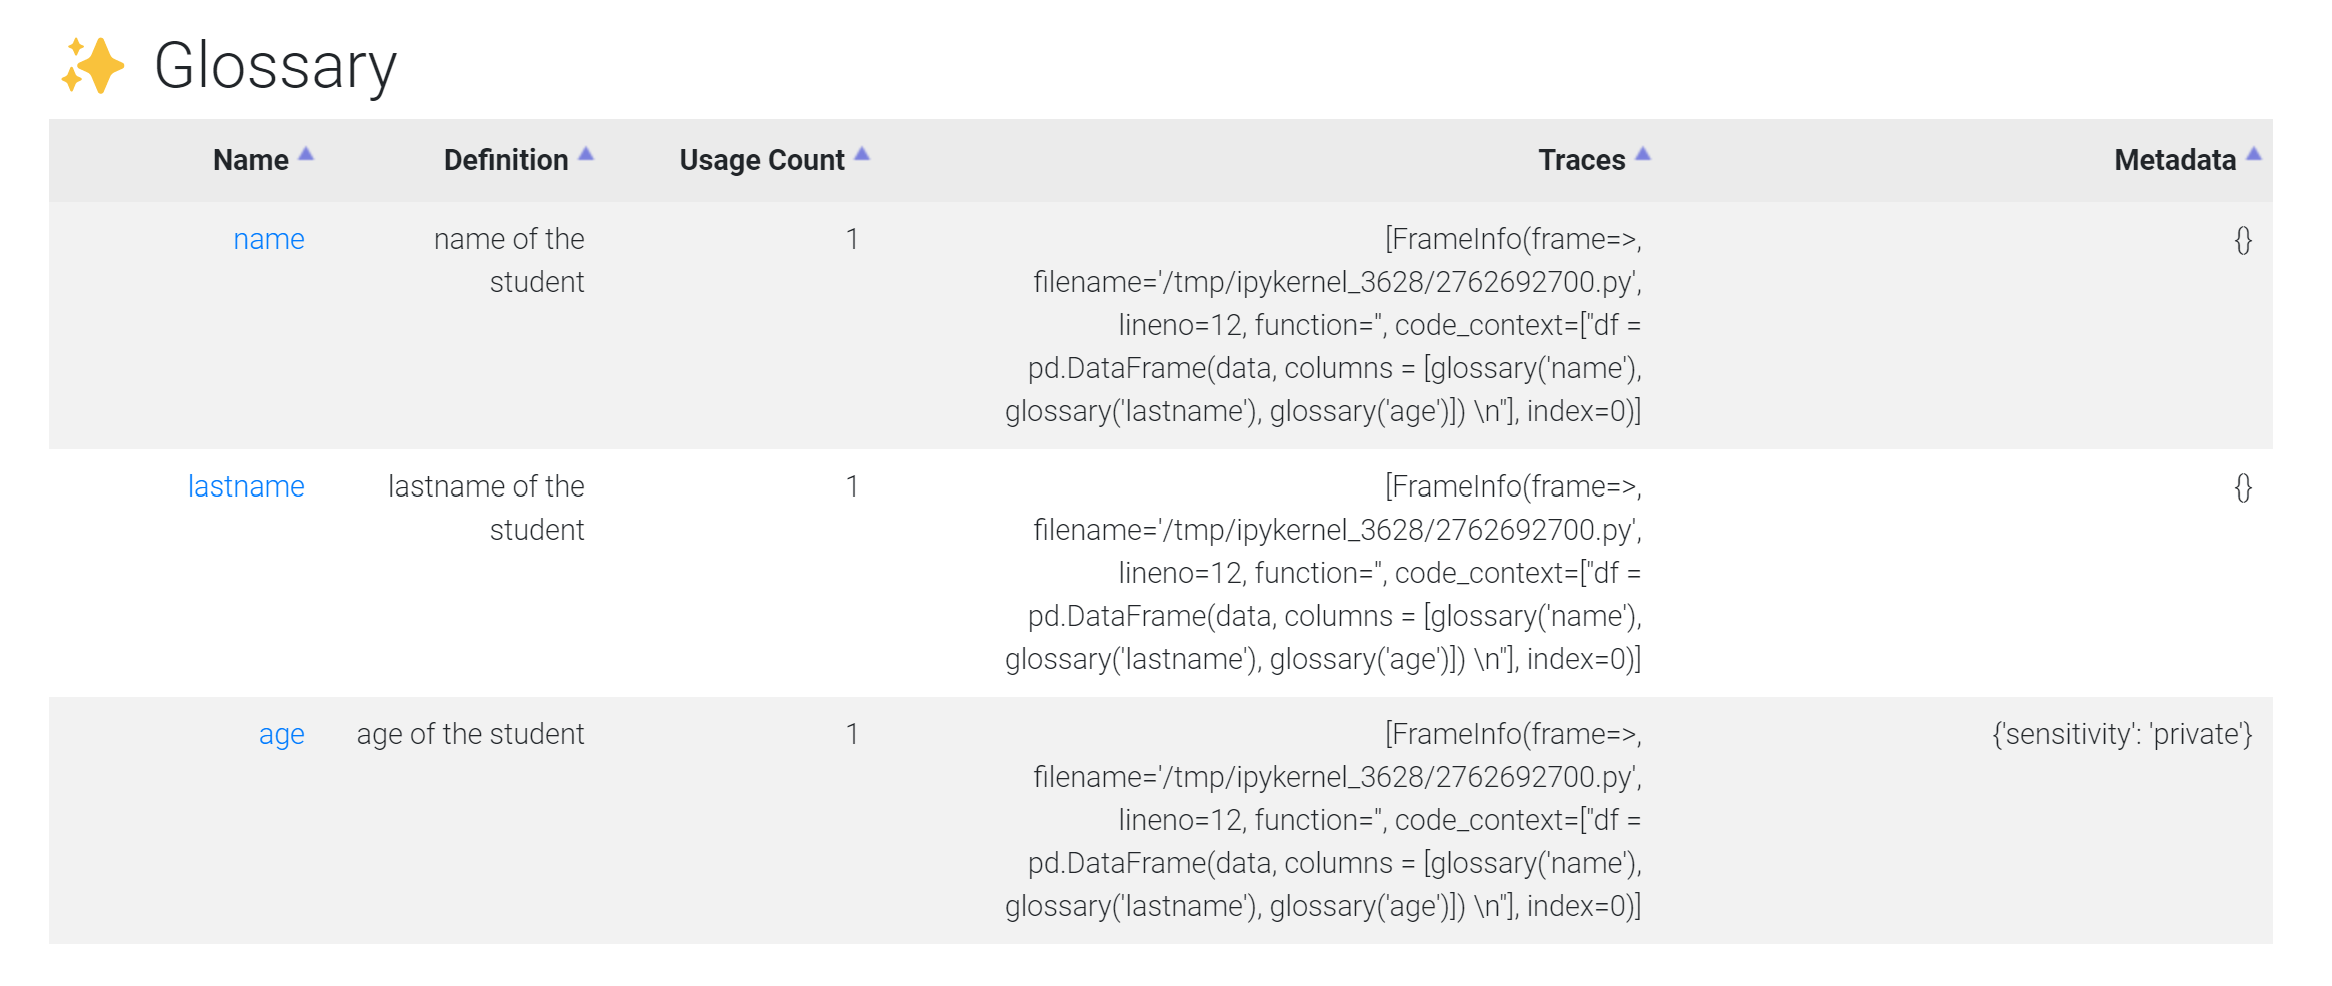 Glossary
Name Definition Usage Count Traces Metadata
name name of the 1 [FrameInfo(frame=>, {}
student filename='/tmp/ipykernel_3628/2762692700.py',
lineno=12, function='', code_context=["df =
pd.DataFrame(data, columns = [glossary('name'),
glossary('lastname'), glossary('age')]) \n"], index=0)]
lastname lastname of the 1 [FrameInfo(frame=>, {}
student filename='/tmp/ipykernel_3628/2762692700.py',
lineno=12, function='', code_context=["df =
pd.DataFrame(data, columns = [glossary('name'),
glossary('lastname'), glossary('age')]) \n"], index=0)]
age age of the student 1 [FrameInfo(frame=>, {'sensitivity': 'private'}
filename='/tmp/ipykernel_3628/2762692700.py',
lineno=12, function='', code_context=["df =
pd.DataFrame(data, columns = [glossary('name'),
glossary('lastname'), glossary('age')]) \n"], index=0)]